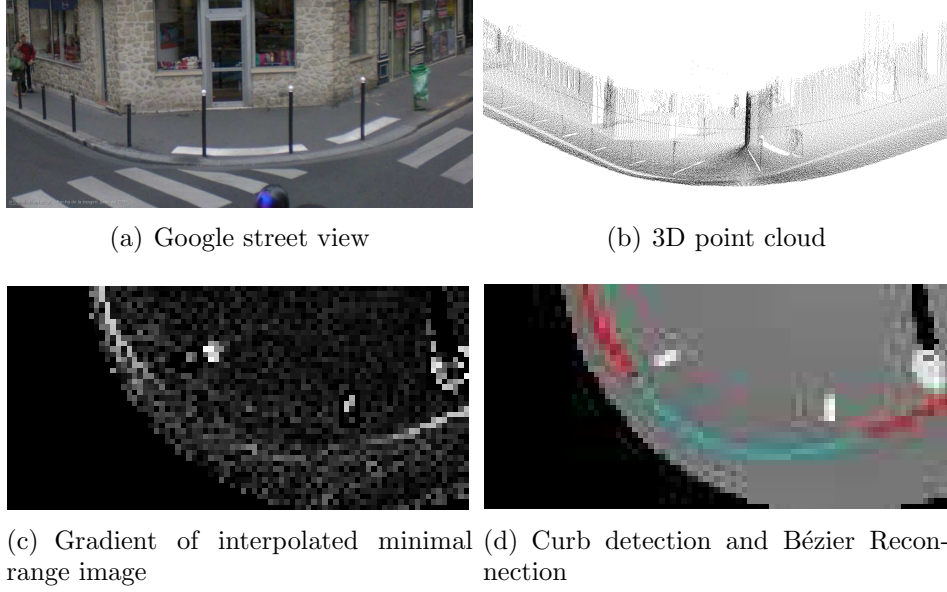 (a) Google street view
(b) 3D point cloud
(c) Gradient of interpolated minimal
range image
(d) Curb detection and Bézier Recon-
nection